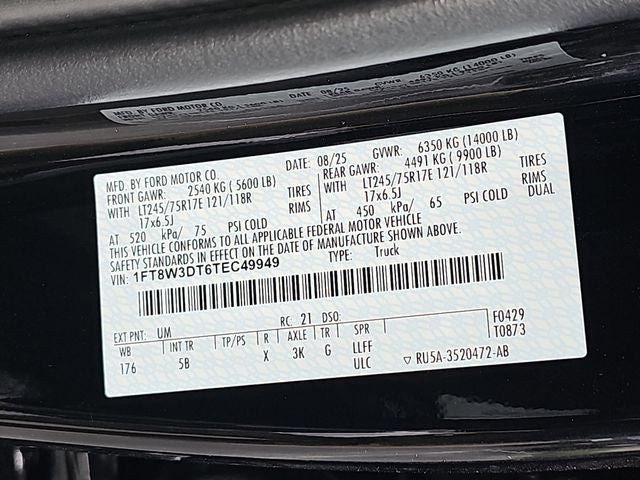 MFD. BY FORD MOTOR CO. DATE: 08/25 GVWR: 6350 KG (14000 LB)
FRONT GAWR: 2540 KG (5600 LB) REAR GAWR: 4491 KG (9900 LB)
WITH LT245/75R17E 121/118R TIRES WITH LT245/75R17E 121/118R TIRES
17x6.5J RIMS 17x6.5J RIMS
AT 520 kPa/ 75 PSI COLD AT 450 kPa/ 65 PSI COLD DUAL
THIS VEHICLE CONFORMS TO ALL APPLICABLE FEDERAL MOTOR VEHICLE
SAFETY STANDARDS IN EFFECT ON THE DATE OF MANUFACTURE SHOWN ABOVE.
VIN: 1FT8W3DT6TEC49949 TYPE: Truck
F0429
T0873
EXT PNT: UM RC: 21 DSO:
WB INT TR TP/PS R AXLE TR SPR
176 5B X 3K G LLFF
ULC ▽ RU5A-3520472-AB